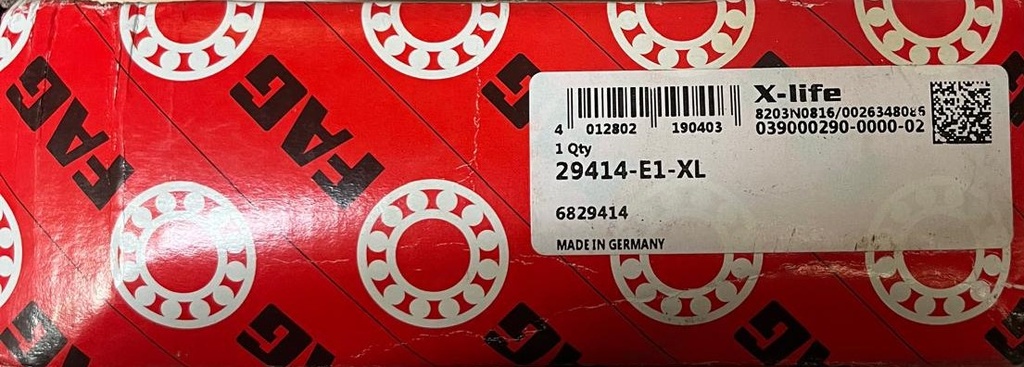 FAG
FAG
FAG
X-life
8203N0816/0026348086
039000290-0000-02
4 012802 190403
1 Qty
29414-E1-XL
6829414
MADE IN GERMANY
FAG
FAG